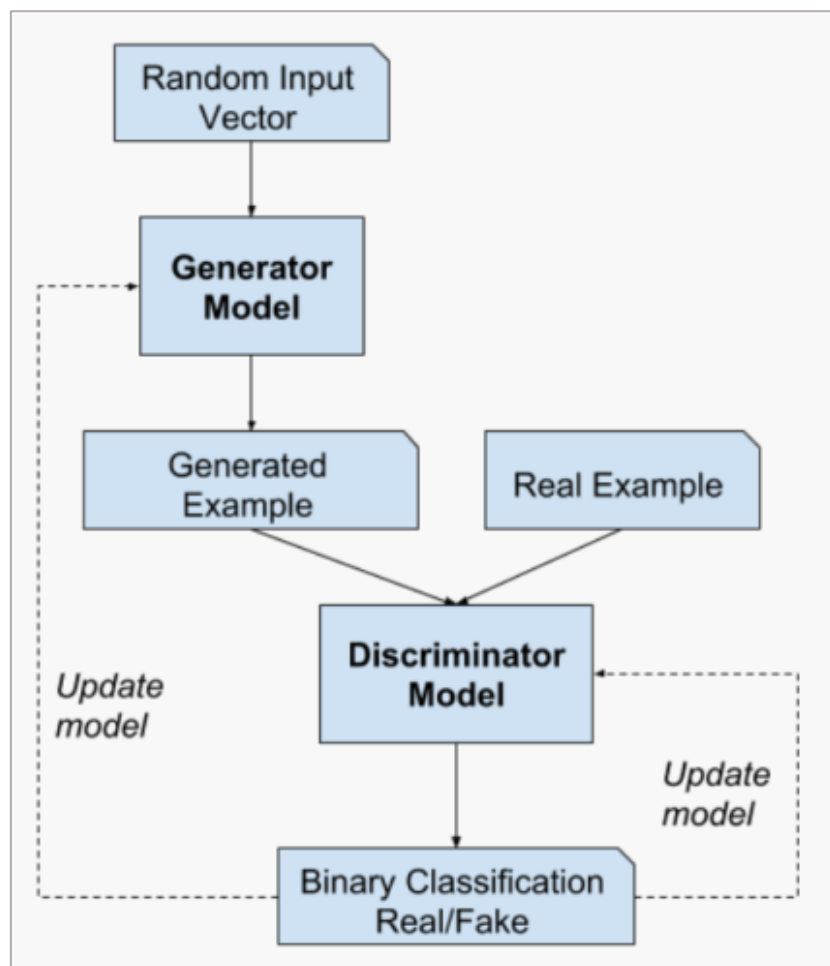 Random Input
Vector
Generator
Model
Generated
Example
Real Example
Discriminator
Model
Update
model
Update
model
Binary Classification
Real/Fake